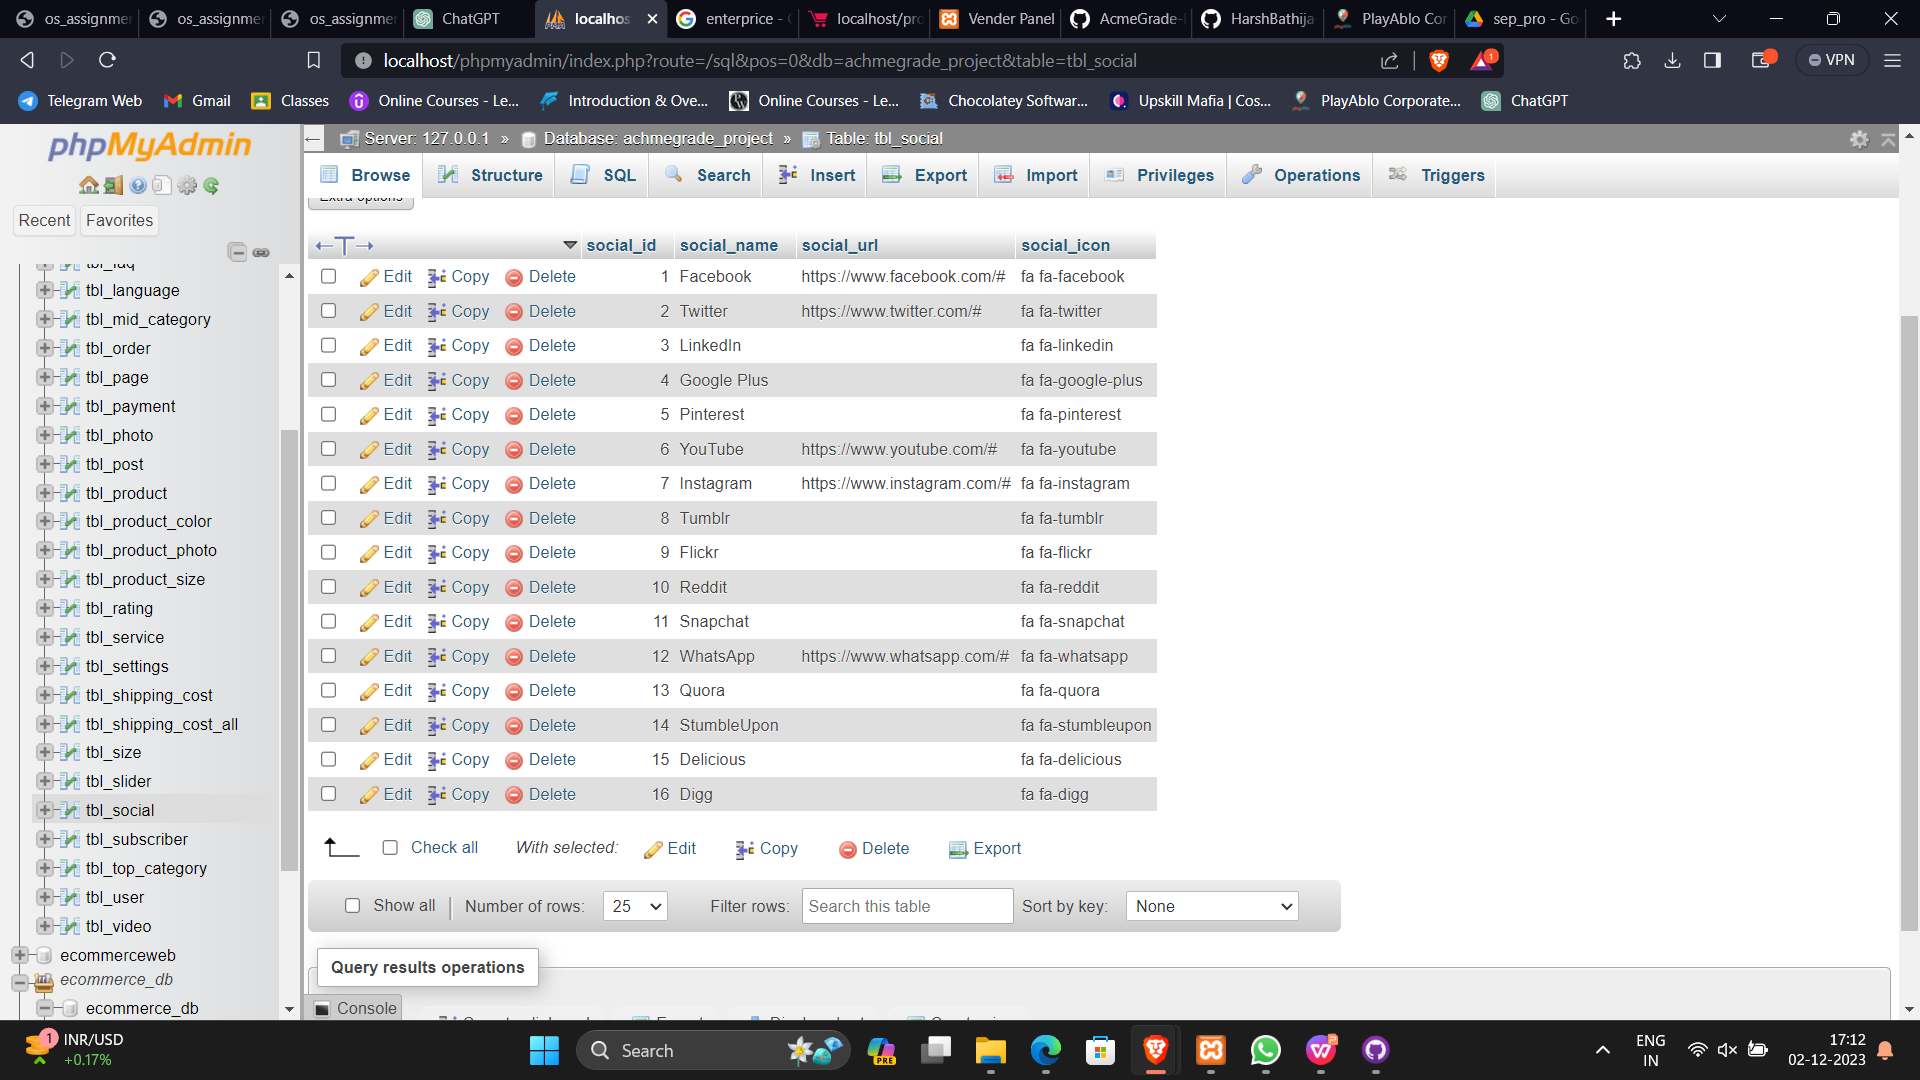 os_assignmer
os_assignmer
os_assignmer
ChatGPT
localhos
enterprice - G
localhost/pro
Vender Panel
AcmeGrade-
HarshBathija
PlayAblo Cor
sep_pro - Go
localhost/phpmyadmin/index.php?route=/sql&pos=0&db=achmegrade_project&table=tbl_social
1
VPN
Telegram Web
Gmail
Classes
Online Courses - Le...
Introduction & Ove...
Online Courses - Le...
Chocolatey Softwar...
Upskill Mafia | Cos...
PlayAblo Corporate...
ChatGPT
phpMyAdmin
Recent
Favorites
tbl_faq
tbl_language
tbl_mid_category
tbl_order
tbl_page
tbl_payment
tbl_photo
tbl_post
tbl_product
tbl_product_color
tbl_product_photo
tbl_product_size
tbl_rating
tbl_service
tbl_settings
tbl_shipping_cost
tbl_shipping_cost_all
tbl_size
tbl_slider
tbl_social
tbl_subscriber
tbl_top_category
tbl_user
tbl_video
ecommerceweb
ecommerce_db
ecommerce_db
Server: 127.0.0.1 » Database: achmegrade_project » Table: tbl_social
Browse
Structure
SQL
Search
Insert
Export
Import
Privileges
Operations
Triggers
Extra options
social_id social_name social_url social_icon
Edit Copy Delete 1 Facebook https://www.facebook.com/# fa fa-facebook
Edit Copy Delete 2 Twitter https://www.twitter.com/# fa fa-twitter
Edit Copy Delete 3 LinkedIn fa fa-linkedin
Edit Copy Delete 4 Google Plus fa fa-google-plus
Edit Copy Delete 5 Pinterest fa fa-pinterest
Edit Copy Delete 6 YouTube https://www.youtube.com/# fa fa-youtube
Edit Copy Delete 7 Instagram https://www.instagram.com/# fa fa-instagram
Edit Copy Delete 8 Tumblr fa fa-tumblr
Edit Copy Delete 9 Flickr fa fa-flickr
Edit Copy Delete 10 Reddit fa fa-reddit
Edit Copy Delete 11 Snapchat fa fa-snapchat
Edit Copy Delete 12 WhatsApp https://www.whatsapp.com/# fa fa-whatsapp
Edit Copy Delete 13 Quora fa fa-quora
Edit Copy Delete 14 StumbleUpon fa fa-stumbleupon
Edit Copy Delete 15 Delicious fa fa-delicious
Edit Copy Delete 16 Digg fa fa-digg
Check all With selected: Edit Copy Delete Export
Show all Number of rows: 25 Filter rows: Search this table Sort by key: None
Query results operations
Console
1
INR/USD
+0.17%
Search
PRE
ENG
IN
17:12
02-12-2023